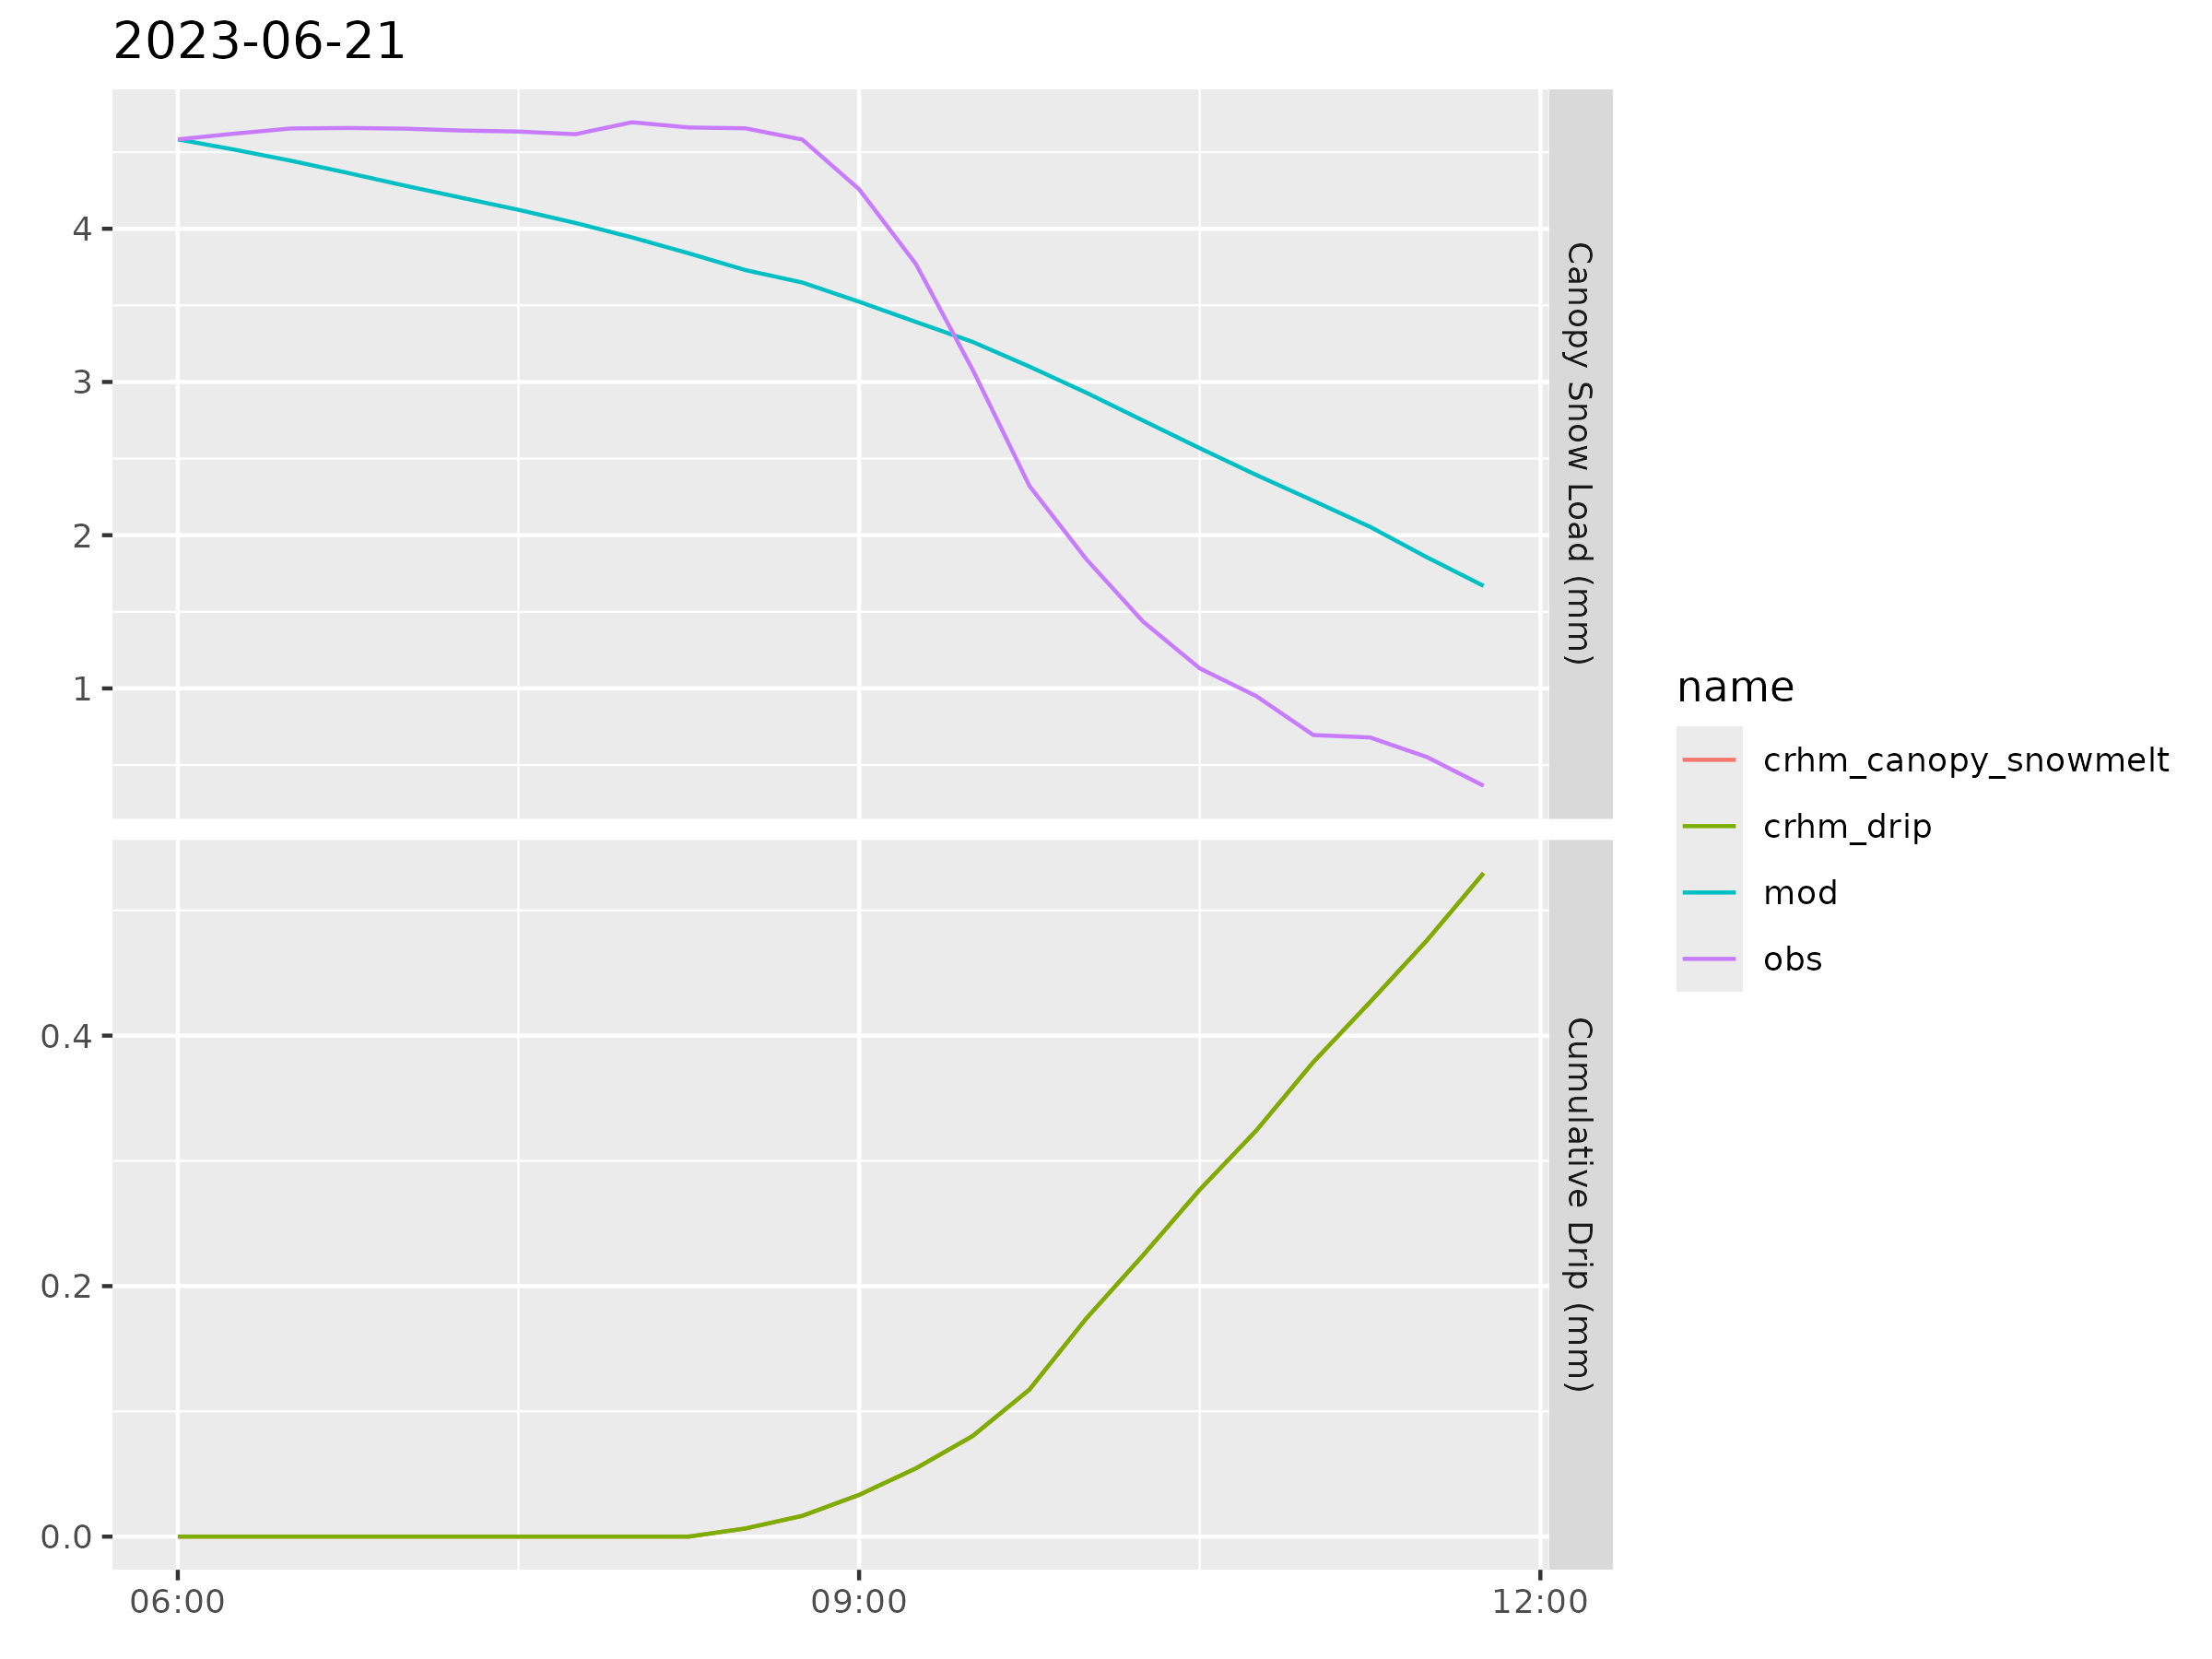 2023-06-21
4
3
2
1
Canopy Snow Load (mm)
0.4
0.2
0.0
Cumulative Drip (mm)
06:00
09:00
12:00
name
crhm_canopy_snowmelt
crhm_drip
mod
obs